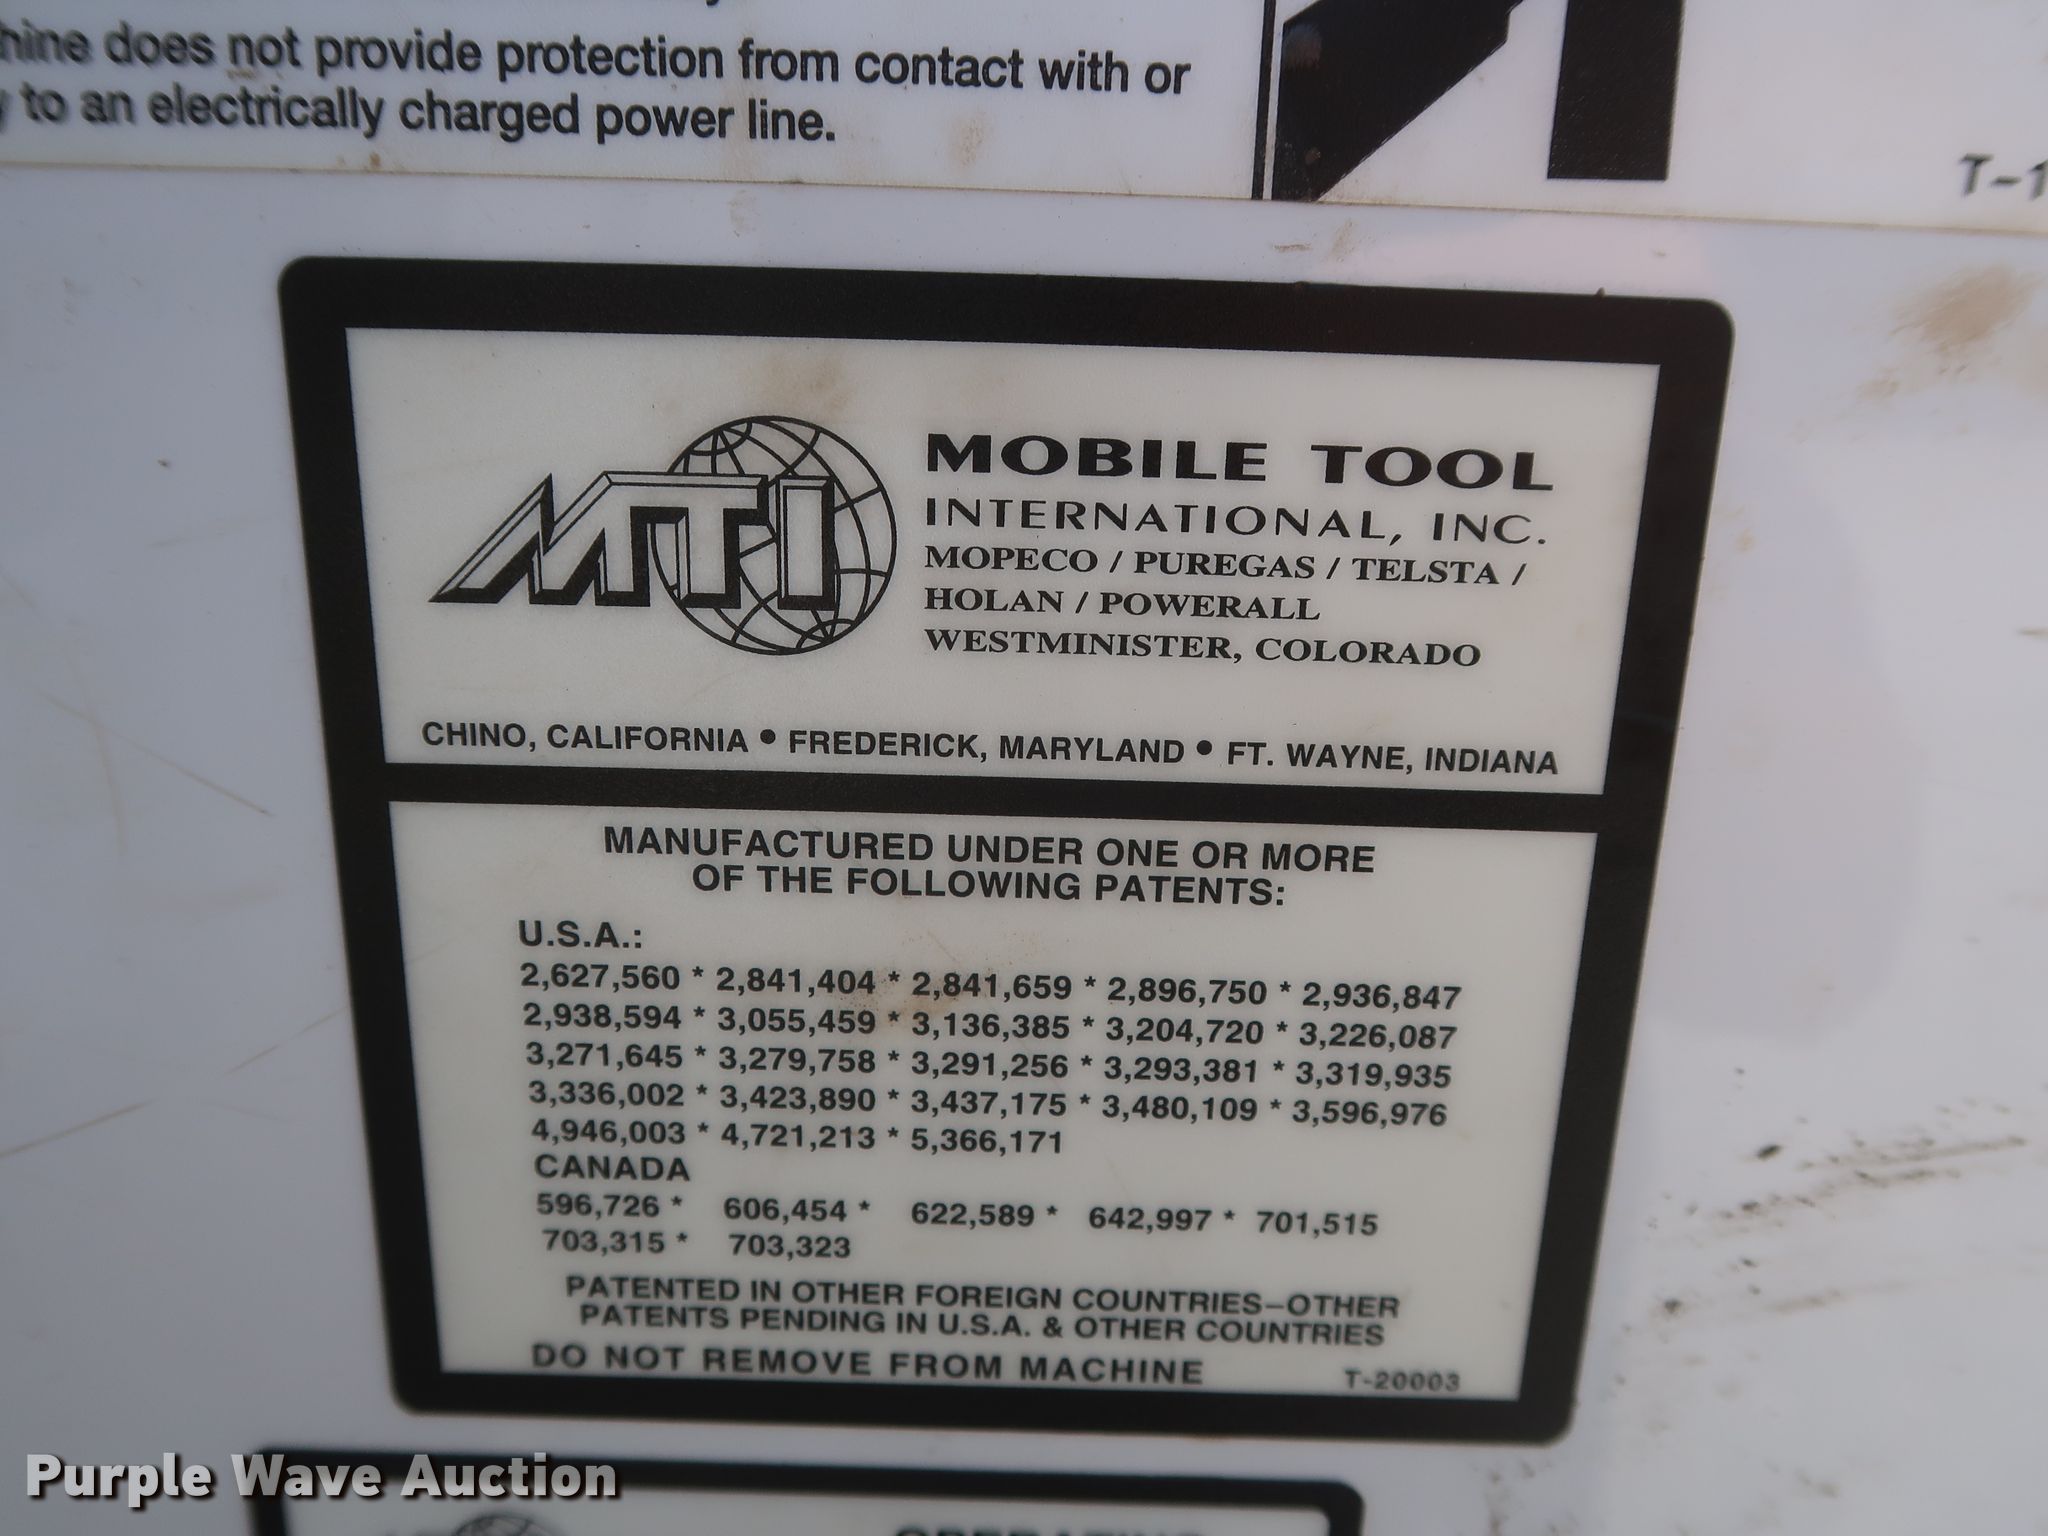 does not provide protection from contact with or
to an electrically charged power line.
T-1
MTI
MOBILE TOOL
INTERNATIONAL, INC.
MOPECO / PUREGAS / TELSTA /
HOLAN / POWERALL
WESTMINISTER, COLORADO
CHINO, CALIFORNIA • FREDERICK, MARYLAND • FT. WAYNE, INDIANA
MANUFACTURED UNDER ONE OR MORE
OF THE FOLLOWING PATENTS:
U.S.A.:
2,627,560 * 2,841,404 * 2,841,659 * 2,896,750 * 2,936,847
2,938,594 * 3,055,459 * 3,136,385 * 3,204,720 * 3,226,087
3,271,645 * 3,279,758 * 3,291,256 * 3,293,381 * 3,319,935
3,336,002 * 3,423,890 * 3,437,175 * 3,480,109 * 3,596,976
4,946,003 * 4,721,213 * 5,366,171
CANADA
596,726 * 606,454 * 622,589 * 642,997 * 701,515
703,315 * 703,323
PATENTED IN OTHER FOREIGN COUNTRIES–OTHER
PATENTS PENDING IN U.S.A. & OTHER COUNTRIES
DO NOT REMOVE FROM MACHINE
T-20003
Purple Wave Auction